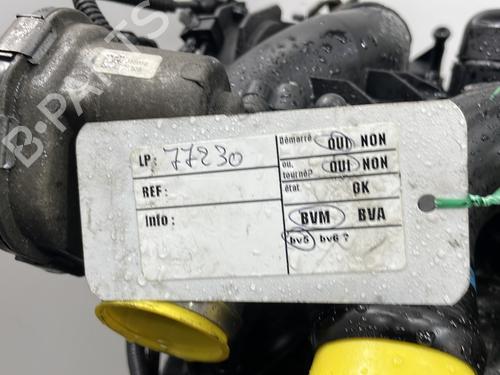 B-PARTS
LP: 77230
REF:
Info:
Démarré OUI NON
ou, tourné? OUI NON
état OK
BVM BVA
bv5 bv6 ?